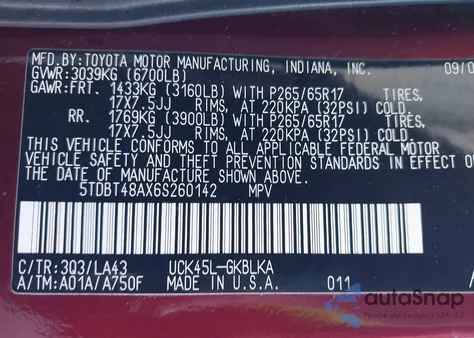 MFD.BY:TOYOTA MOTOR MANUFACTURING, INDIANA, INC. 09/0
GVWR:3039KG (6700LB)
GAWR:FRT. 1433KG (3160LB) WITH P265/65R17 TIRES,
17X7.5JJ RIMS, AT 220KPA (32PSI) COLD.
RR. 1769KG (3900LB) WITH P265/65R17 TIRES,
17X7.5JJ RIMS, AT 220KPA (32PSI) COLD.
THIS VEHICLE CONFORMS TO ALL APPLICABLE FEDERAL MOTOR
VEHICLE SAFETY AND THEFT PREVENTION STANDARDS IN EFFECT O
THE DATE OF MANUFACTURE SHOWN ABOVE.
5TDBT48AX6S260142 MPV
C/TR:3Q3/LA43 UCK45L-GKBLKA
A/TM:A01A/A750F MADE IN U.S.A. 011
autoSnap